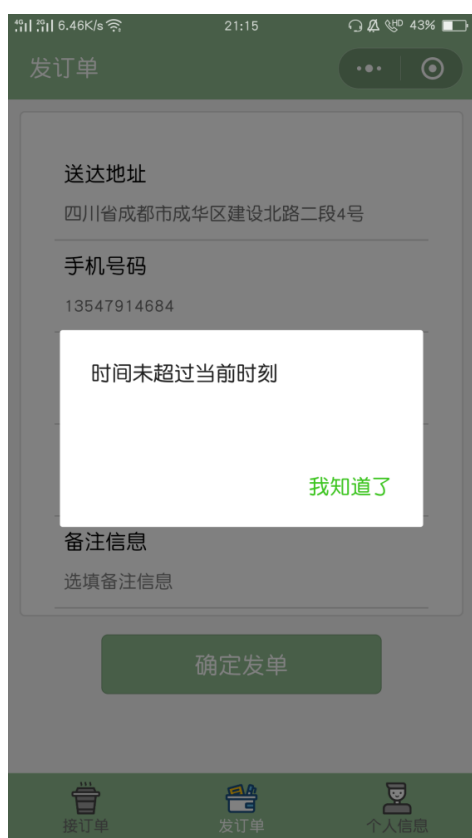 6.46K/s
21:15
43%
发订单
送达地址
四川省成都市成华区建设北路二段4号
手机号码
13547914684
时间未超过当前时刻
我知道了
备注信息
选填备注信息
确定发单
接订单
发订单
个人信息